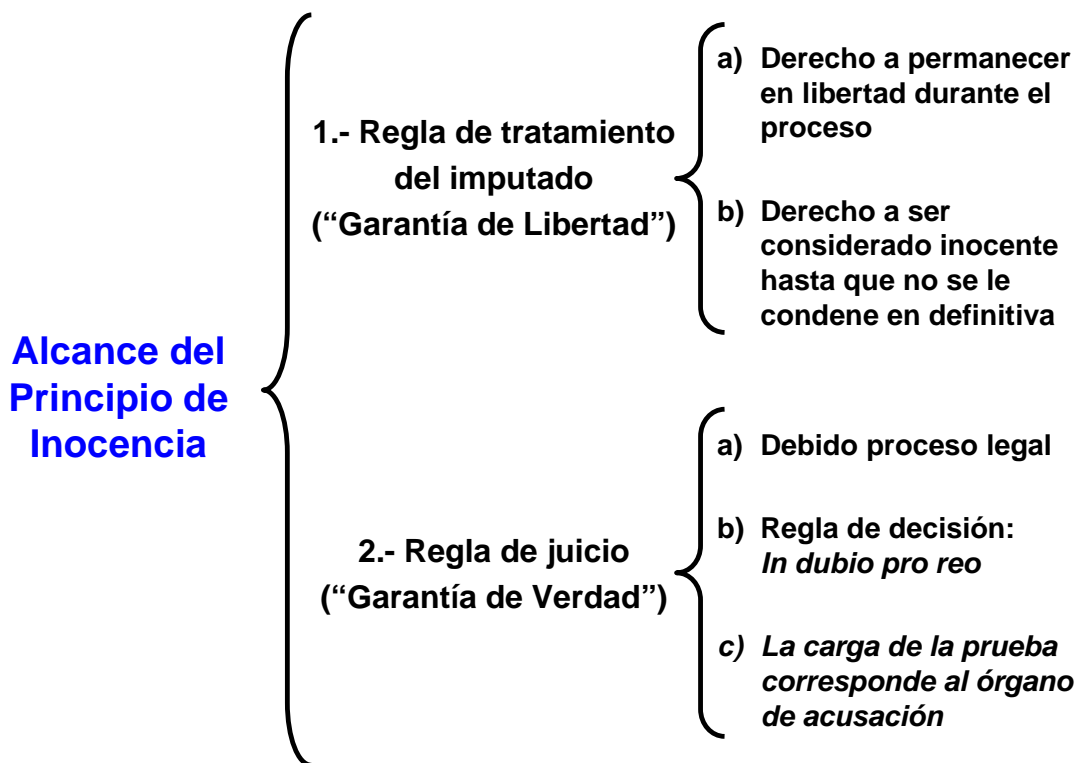 Alcance del
Principio de
Inocencia
1.- Regla de tratamiento
del imputado
(“Garantía de Libertad”)
a) Derecho a permanecer
en libertad durante el
proceso
b) Derecho a ser
considerado inocente
hasta que no se le
condene en definitiva
2.- Regla de juicio
(“Garantía de Verdad”)
a) Debido proceso legal
b) Regla de decisión:
In dubio pro reo
c) La carga de la prueba
corresponde al órgano
de acusación